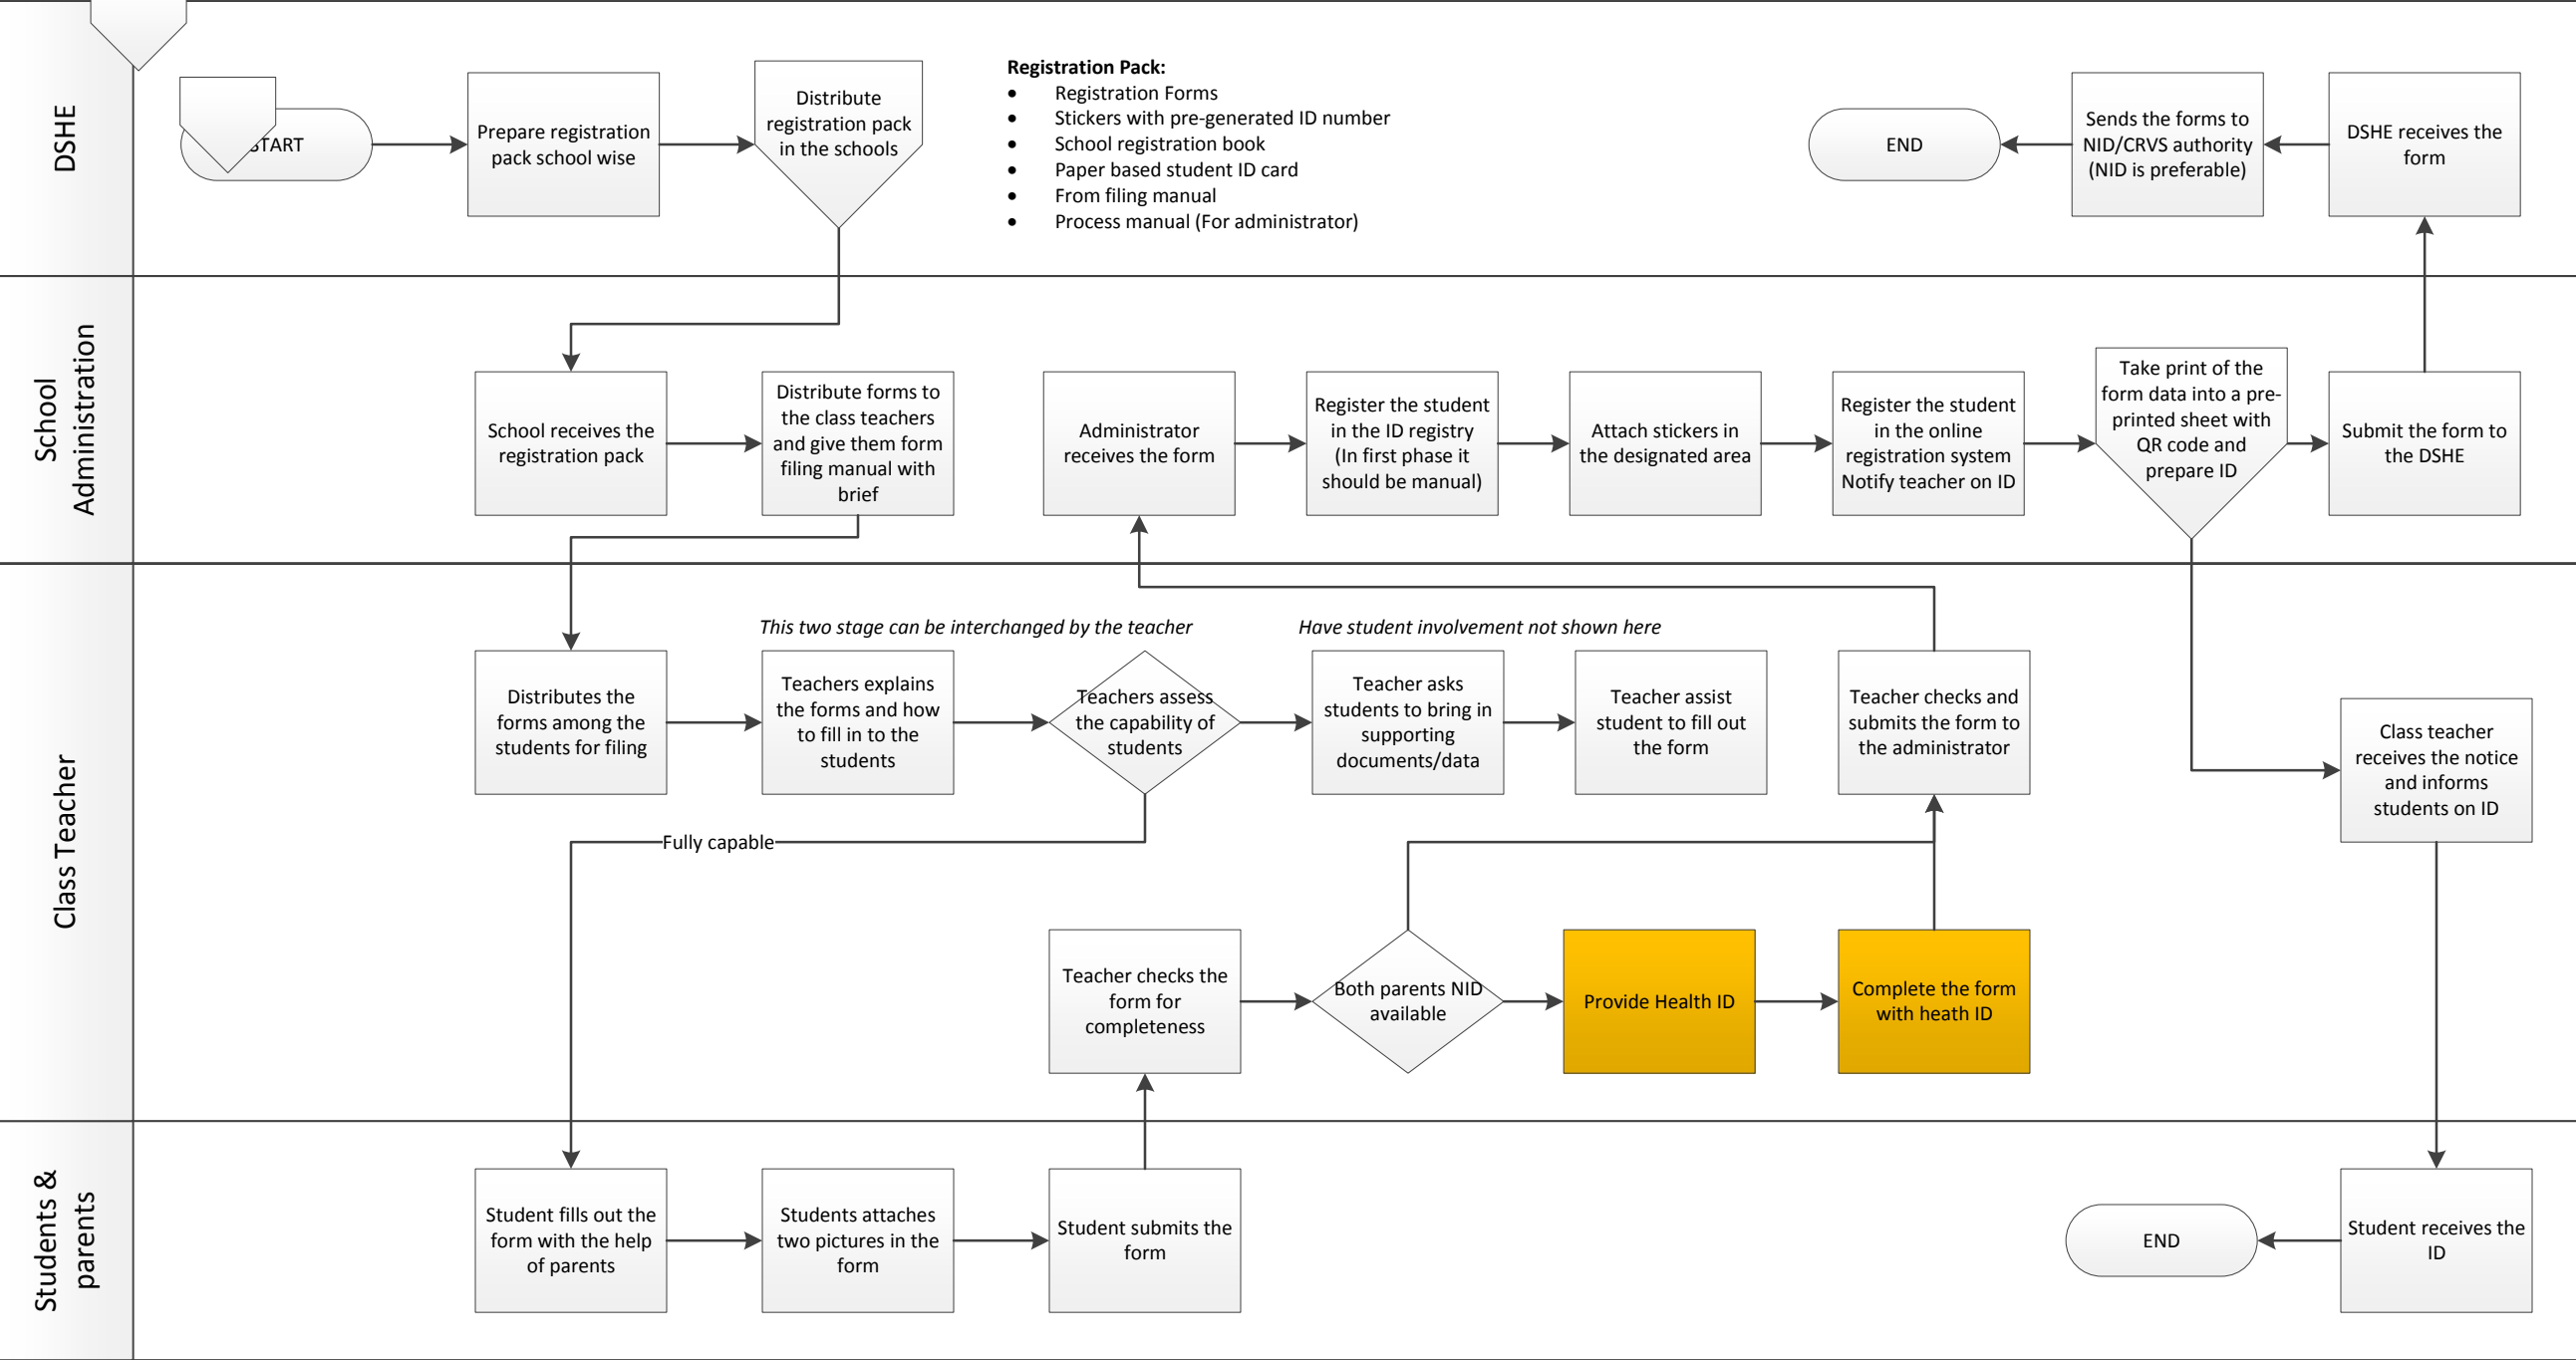 DSHE
START
Prepare registration
pack school wise
Distribute
registration pack
in the schools
Registration Pack:
• Registration Forms
• Stickers with pre-generated ID number
• School registration book
• Paper based student ID card
• From filing manual
• Process manual (For administrator)
END
Sends the forms to
NID/CRVS authority
(NID is preferable)
DSHE receives the
form
School
Administration
School receives the
registration pack
Distribute forms to
the class teachers
and give them form
filing manual with
brief
Administrator
receives the form
Register the student
in the ID registry
(In first phase it
should be manual)
Attach stickers in
the designated area
Register the student
in the online
registration system
Notify teacher on ID
Take print of the
form data into a pre-
printed sheet with
QR code and
prepare ID
Submit the form to
the DSHE
Class Teacher
This two stage can be interchanged by the teacher
Have student involvement not shown here
Distributes the
forms among the
students for filing
Teachers explains
the forms and how
to fill in to the
students
Teachers assess
the capability of
students
Teacher asks
students to bring in
supporting
documents/data
Teacher assist
student to fill out
the form
Teacher checks and
submits the form to
the administrator
Class teacher
receives the notice
and informs
students on ID
Fully capable
Teacher checks the
form for
completeness
Both parents NID
available
Provide Health ID
Complete the form
with heath ID
Students &
parents
Student fills out the
form with the help
of parents
Students attaches
two pictures in the
form
Student submits the
form
END
Student receives the
ID